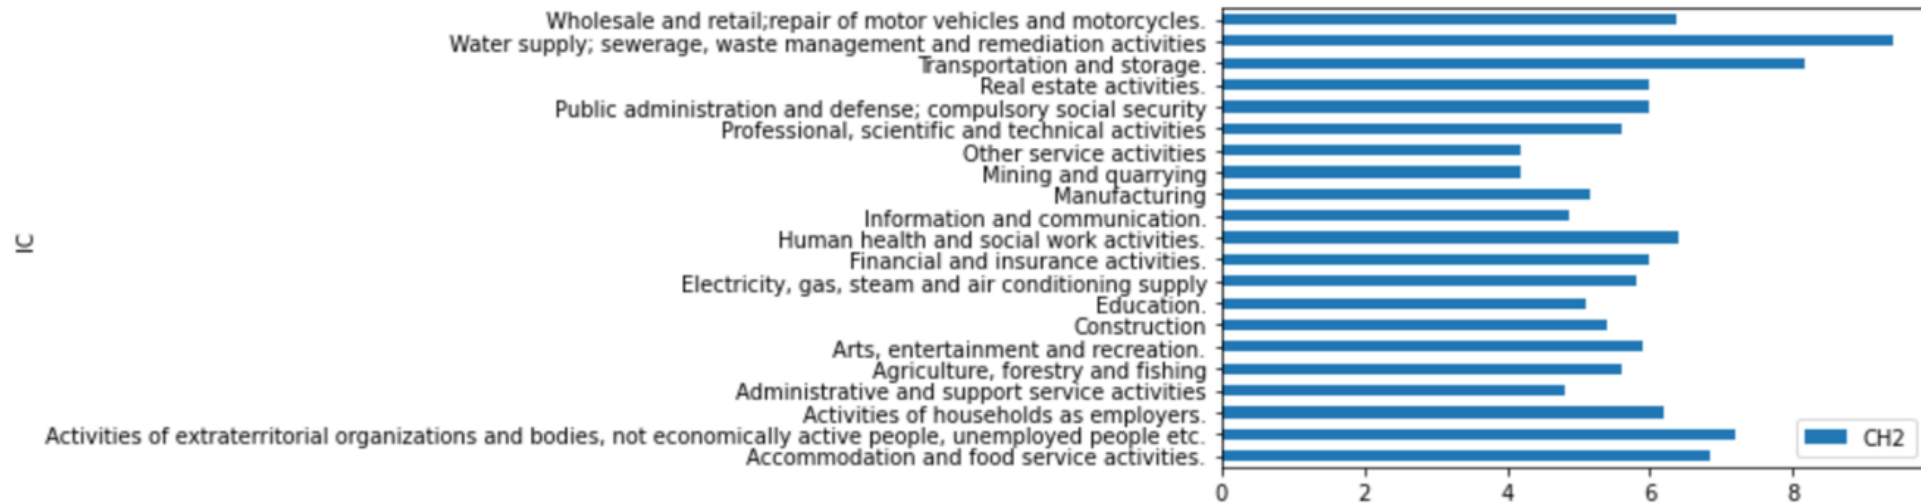 Wholesale and retail;repair of motor vehicles and motorcycles.
Water supply; sewerage, waste management and remediation activities
Transportation and storage.
Real estate activities.
Public administration and defense; compulsory social security
Professional, scientific and technical activities
Other service activities
Mining and quarrying
Manufacturing
Information and communication.
Human health and social work activities.
IC
Financial and insurance activities.
Electricity, gas, steam and air conditioning supply
Education.
Construction
Arts, entertainment and recreation.
Agriculture, forestry and fishing
Administrative and support service activities
Activities of households as employers.
Activities of extraterritorial organizations and bodies, not economically active people, unemployed people etc.
CH2
Accommodation and food service activities.
0 2 4 6 8